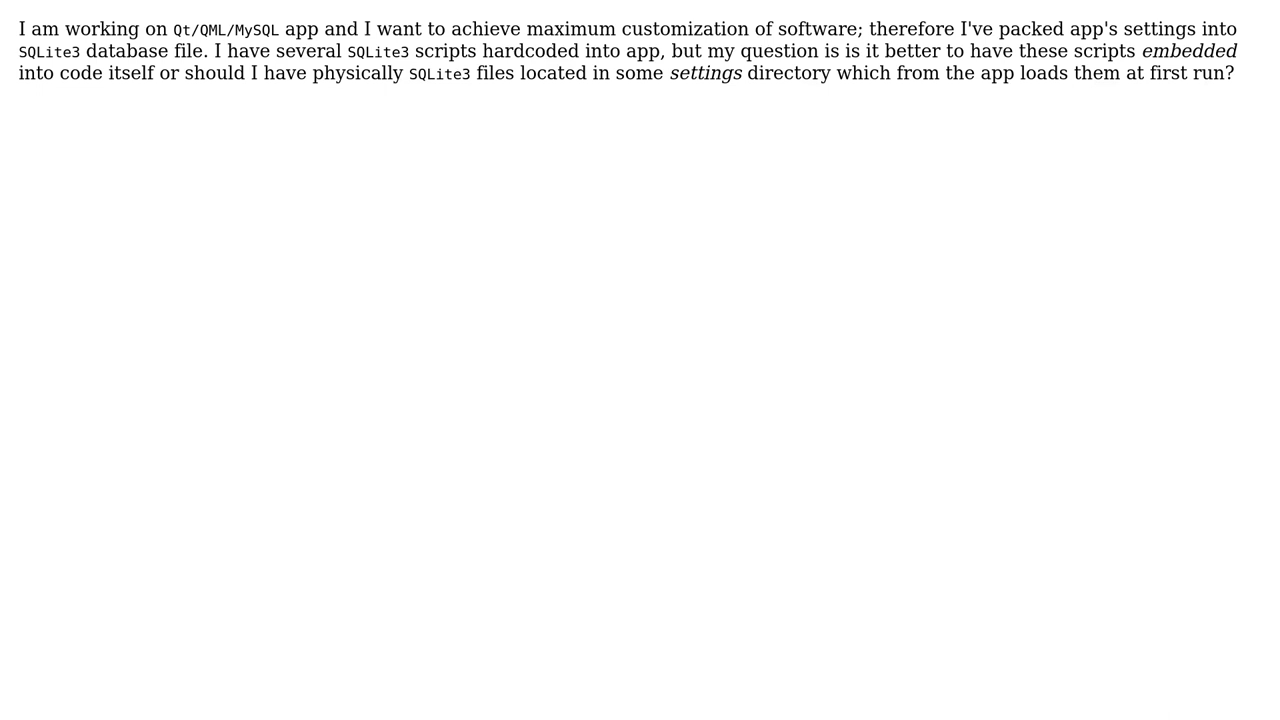 I am working on Qt/QML/MySQL app and I want to achieve maximum customization of software; therefore I've packed app's settings into
SQLite3 database file. I have several SQLite3 scripts hardcoded into app, but my question is is it better to have these scripts embedded
into code itself or should I have physically SQLite3 files located in some settings directory which from the app loads them at first run?